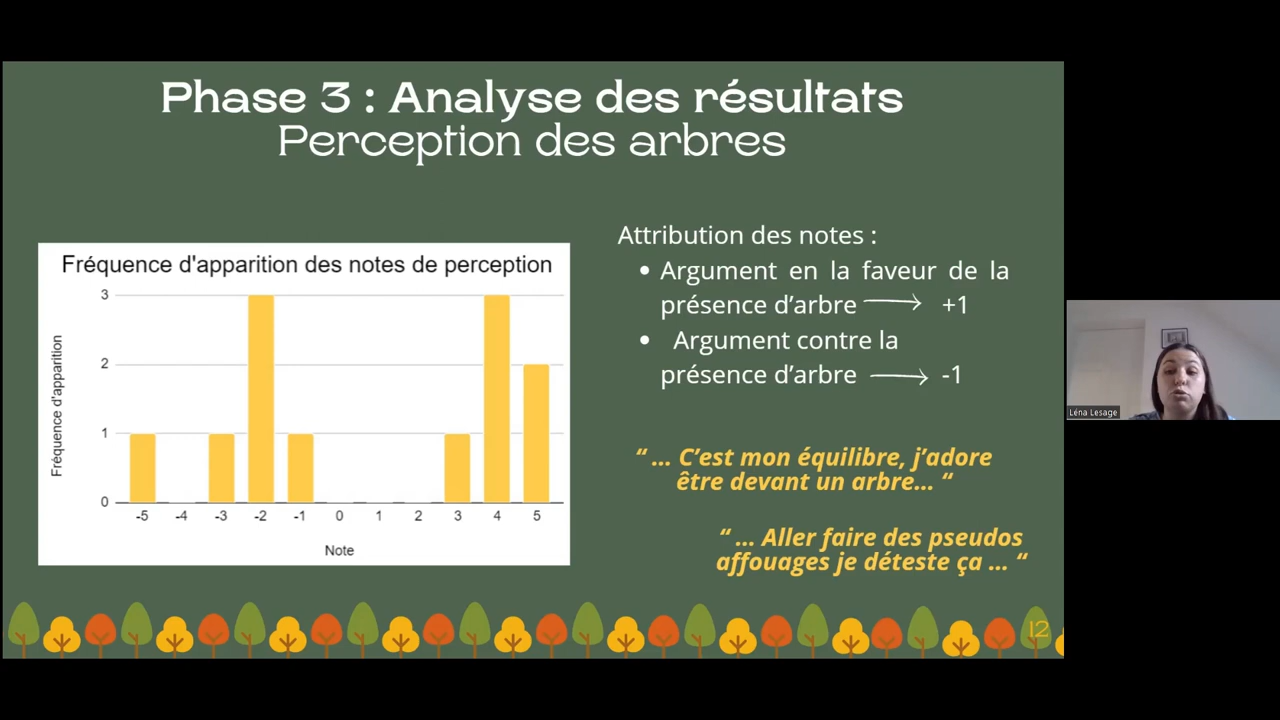 Phase 3 : Analyse des résultats
Perception des arbres
Fréquence d'apparition des notes de perception
Fréquence d'apparition
3
2
1
0
-5 -4 -3 -2 -1 0 1 2 3 4 5
Note
Attribution des notes :
• Argument en la faveur de la
présence d’arbre → +1
• Argument contre la
présence d’arbre → -1
“ ... C’est mon équilibre, j’adore
être devant un arbre... “
“ ... Aller faire des pseudos
affouages je déteste ça ... “
12
Léna Lesage